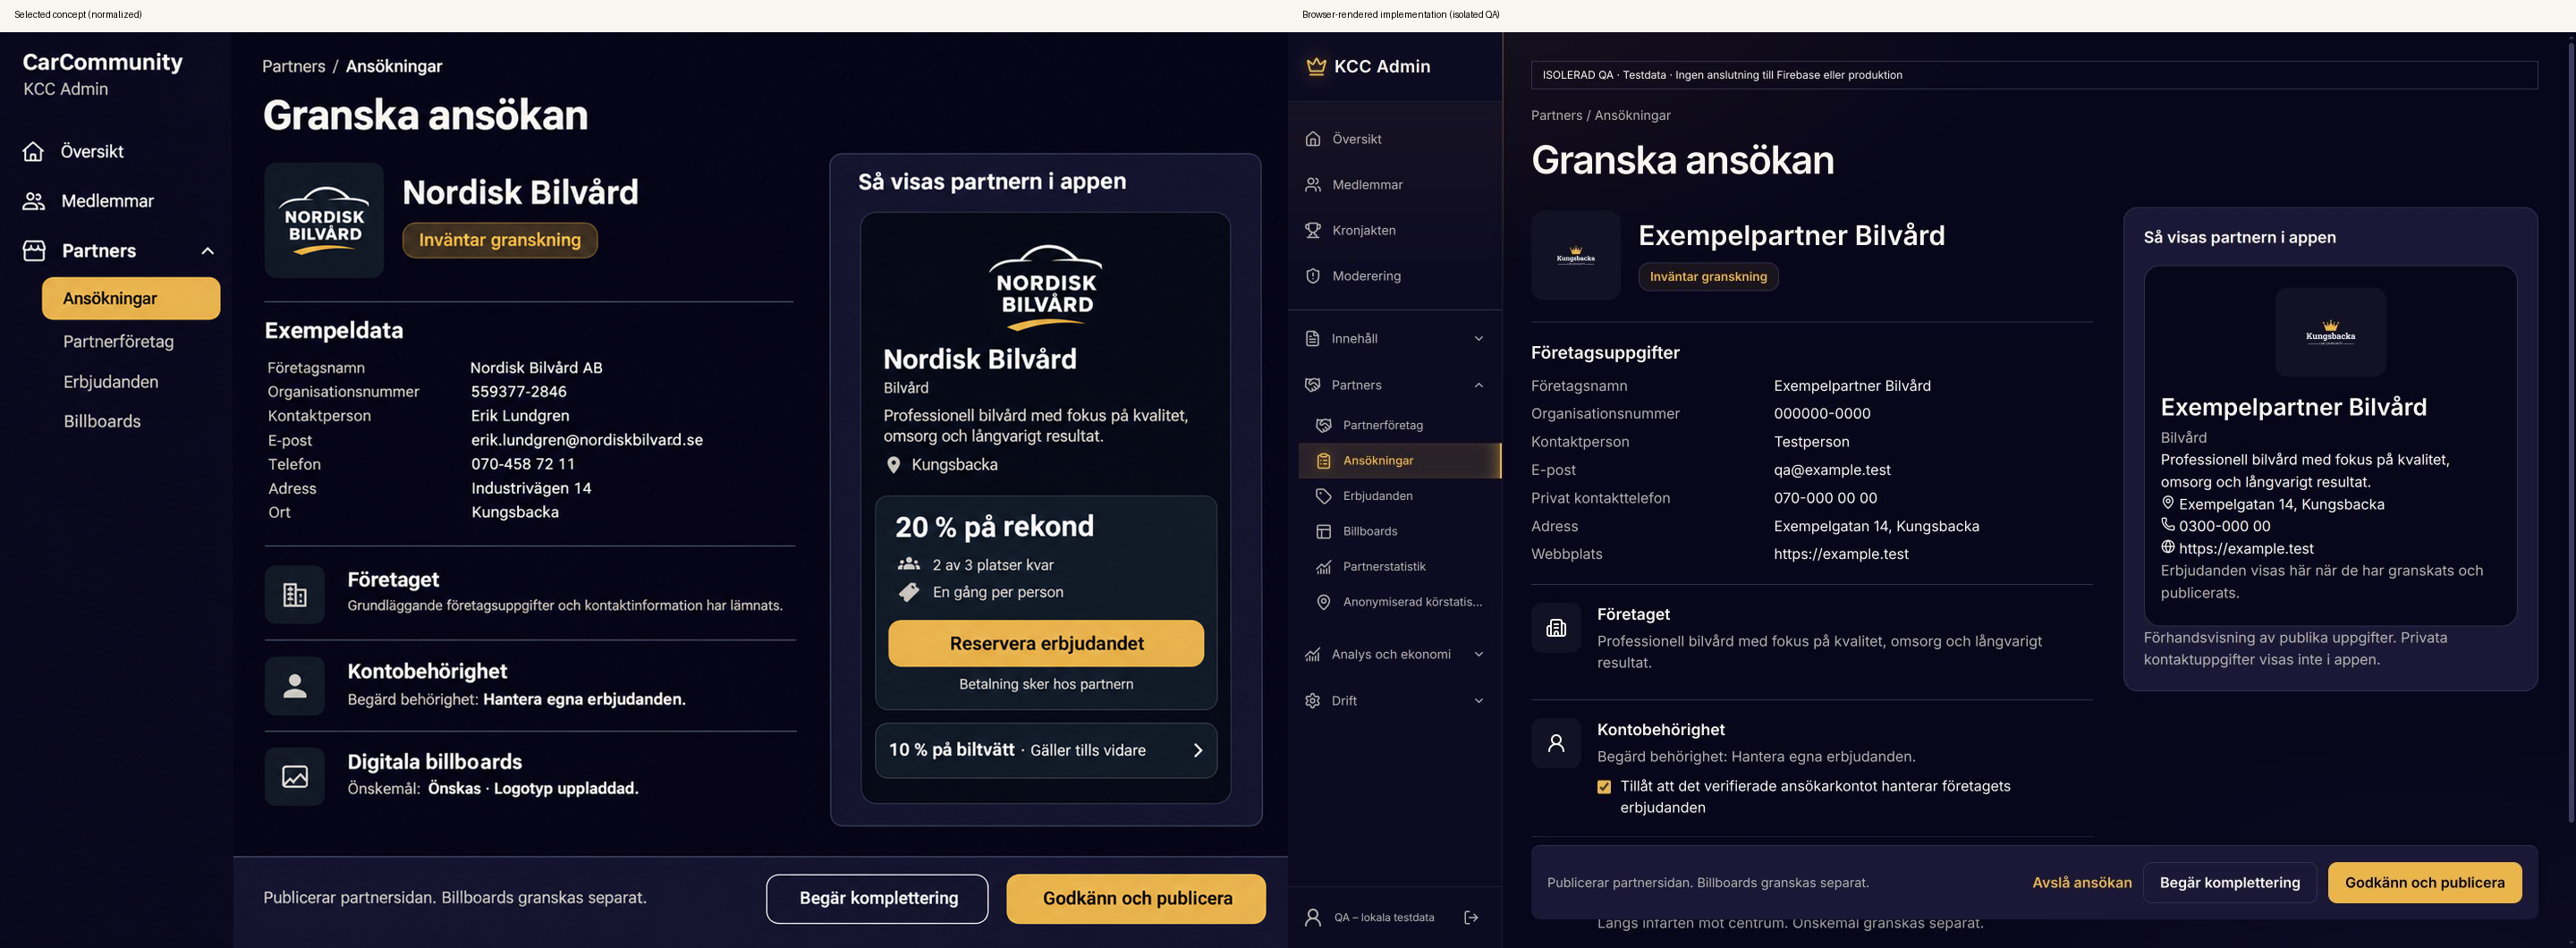 Selected concept (normalized)
CarCommunity
KCC Admin
Översikt
Medlemmar
Partners
Ansökningar
Partnerföretag
Erbjudanden
Billboards
Partners / Ansökningar
Granska ansökan
NORDISK
BILVÅRD
Nordisk Bilvård
Inväntar granskning
Exempeldata
Företagsnamn Nordisk Bilvård AB
Organisationsnummer 559377-2846
Kontaktperson Erik Lundgren
E-post erik.lundgren@nordiskbilvard.se
Telefon 070-458 72 11
Adress Industrivägen 14
Ort Kungsbacka
Företaget
Grundläggande företagsuppgifter och kontaktinformation har lämnats.
Kontobehörighet
Begärd behörighet: Hantera egna erbjudanden.
Digitala billboards
Önskemål: Önskas · Logotyp uppladdad.
Så visas partnern i appen
NORDISK
BILVÅRD
Nordisk Bilvård
Bilvård
Professionell bilvård med fokus på kvalitet,
omsorg och långvarigt resultat.
Kungsbacka
20 % på rekond
2 av 3 platser kvar
En gång per person
Reservera erbjudandet
Betalning sker hos partnern
10 % på biltvätt · Gäller tills vidare
Publicerar partnersidan. Billboards granskas separat.
Begär komplettering
Godkänn och publicera
Browser-rendered implementation (isolated QA)
KCC Admin
Översikt
Medlemmar
Kronjakten
Moderering
Innehåll
Partners
Partnerföretag
Ansökningar
Erbjudanden
Billboards
Partnerstatistik
Anonymiserad körstatis...
Analys och ekonomi
Drift
QA – lokala testdata
ISOLERAD QA · Testdata · Ingen anslutning till Firebase eller produktion
Partners / Ansökningar
Granska ansökan
Kungsbacka
Exempelpartner Bilvård
Inväntar granskning
Företagsuppgifter
Företagsnamn Exempelpartner Bilvård
Organisationsnummer 000000-0000
Kontaktperson Testperson
E-post qa@example.test
Privat kontakttelefon 070-000 00 00
Adress Exempelgatan 14, Kungsbacka
Webbplats https://example.test
Företaget
Professionell bilvård med fokus på kvalitet, omsorg och långvarigt
resultat.
Kontobehörighet
Begärd behörighet: Hantera egna erbjudanden.
Tillåt att det verifierade ansökarkontot hanterar företagets
erbjudanden
Så visas partnern i appen
Kungsbacka
Exempelpartner Bilvård
Bilvård
Professionell bilvård med fokus på kvalitet,
omsorg och långvarigt resultat.
Exempelgatan 14, Kungsbacka
0300-000 00
https://example.test
Erbjudanden visas här när de har granskats och
publicerats.
Förhandsvisning av publika uppgifter. Privata
kontaktuppgifter visas inte i appen.
Publicerar partnersidan. Billboards granskas separat.
Avslå ansökan
Begär komplettering
Godkänn och publicera
Längs infarten mot centrum. Önskemål granskas separat.